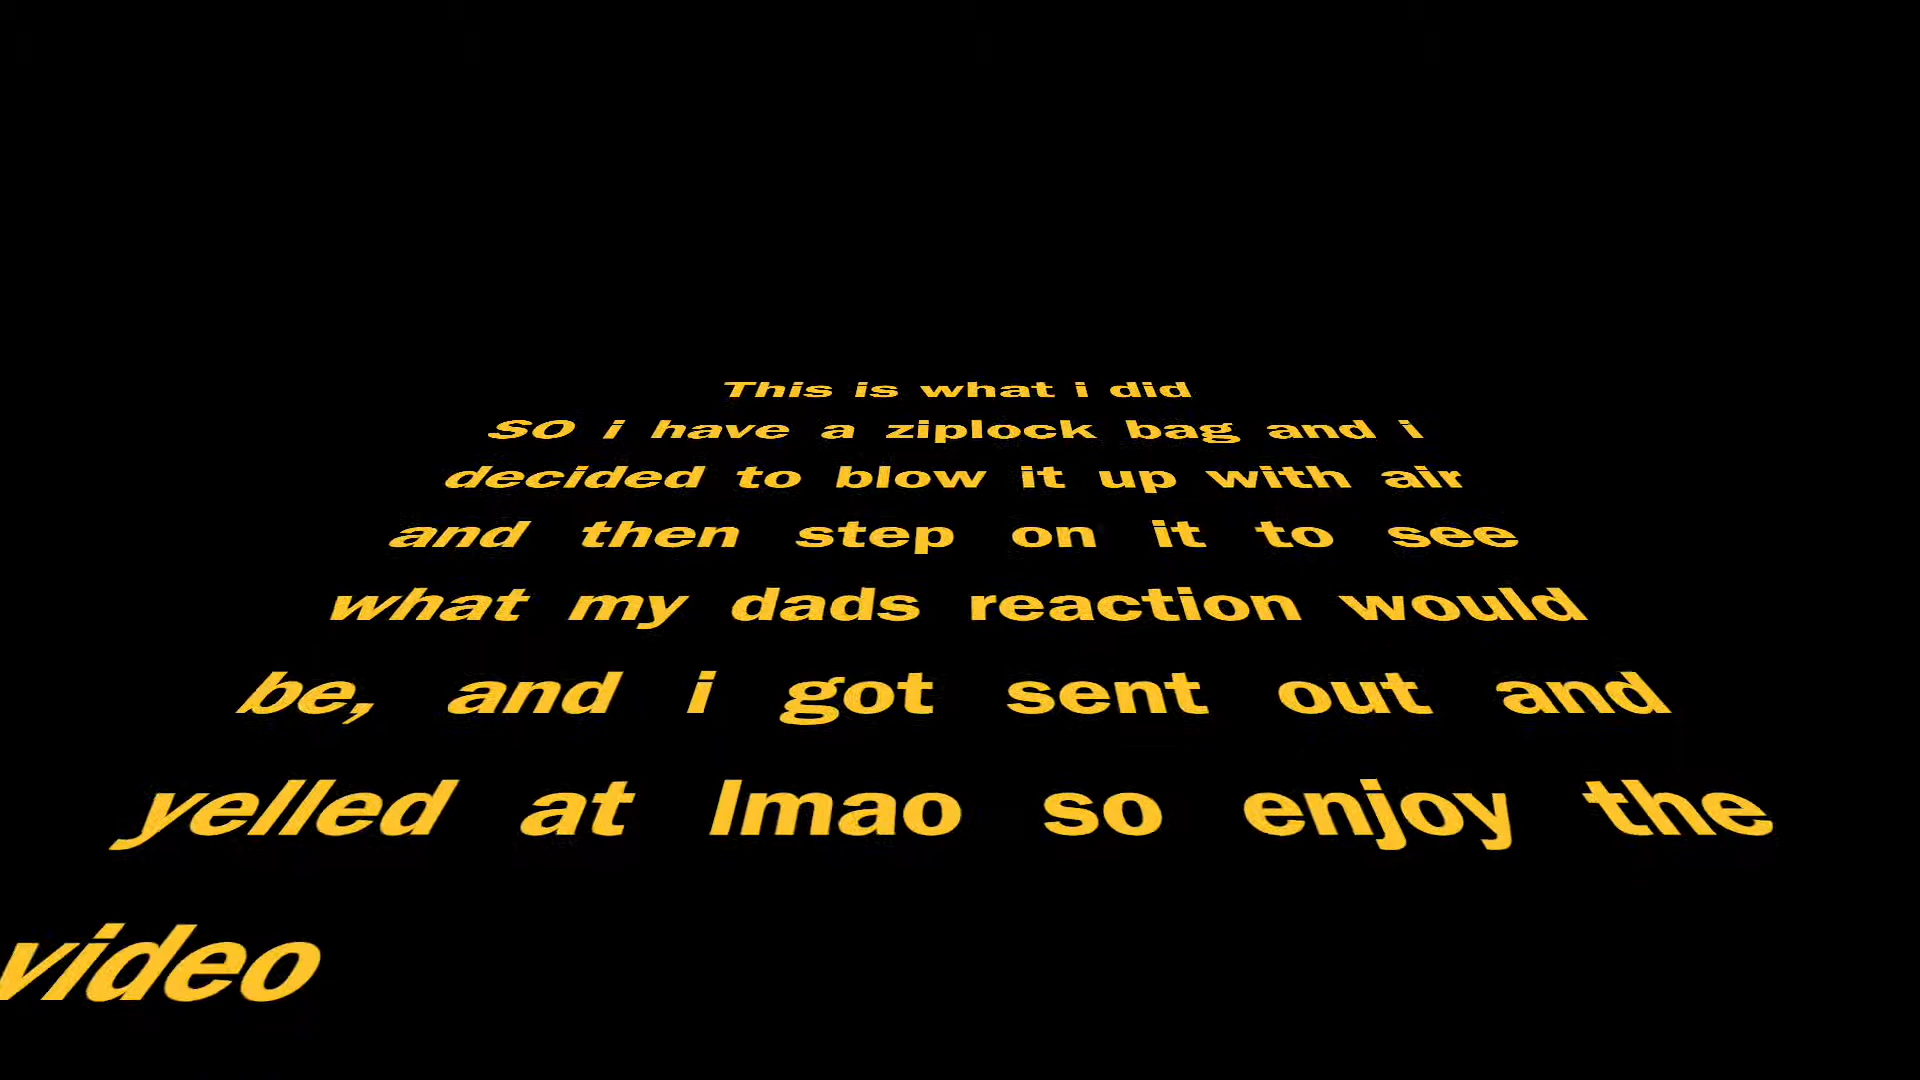 This is what i did
SO i have a ziplock bag and i
decided to blow it up with air
and then step on it to see
what my dads reaction would
be, and i got sent out and
yelled at lmao so enjoy the
video